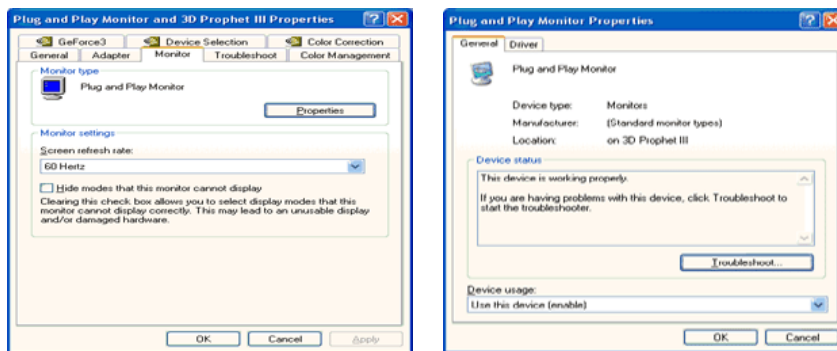 Plug and Play Monitor and 3D Prophet III Properties
GeForce3 Device Selection Color Correction
General Adapter Monitor Troubleshoot Color Management
Monitor type
Plug and Play Monitor
Properties
Monitor settings
Screen refresh rate:
60 Hertz
Hide modes that this monitor cannot display
Clearing this check box allows you to select display modes that this
monitor cannot display correctly. This may lead to an unusable display
and/or damaged hardware.
OK Cancel Apply
Plug and Play Monitor Properties
General Driver
Plug and Play Monitor
Device type: Monitors
Manufacturer: (Standard monitor types)
Location: on 3D Prophet III
Device status
This device is working properly.
If you are having problems with this device, click Troubleshoot to
start the troubleshooter.
Troubleshoot...
Device usage:
Use this device (enable)
OK Cancel